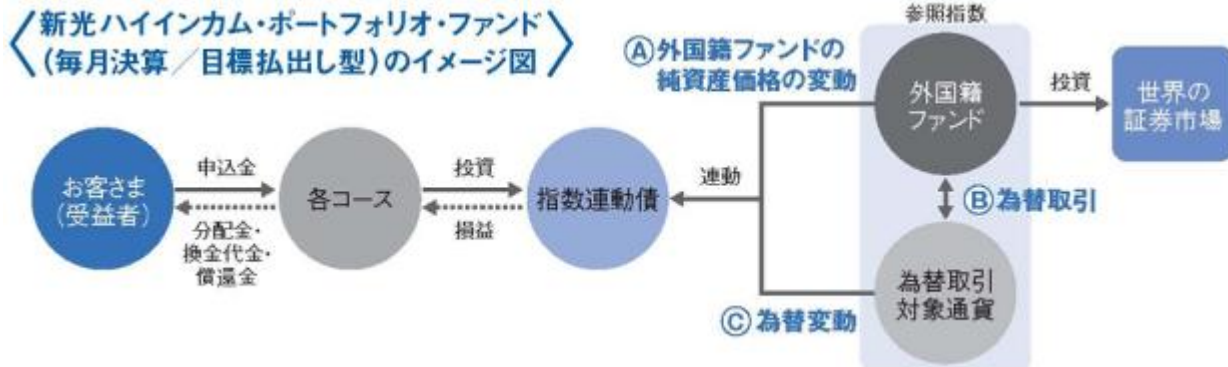 新光ハイインカム・ポートフォリオ・ファンド
(毎月決算／目標払出し型)のイメージ図
参照指数
Ⓐ外国籍ファンドの
純資産価格の変動
外国籍
ファンド
投資
世界の
証券市場
お客さま
(受益者)
申込金
分配金・
換金代金・
償還金
各コース
投資
損益
指数連動債
連動
Ⓑ為替取引
為替取引
対象通貨
Ⓒ為替変動